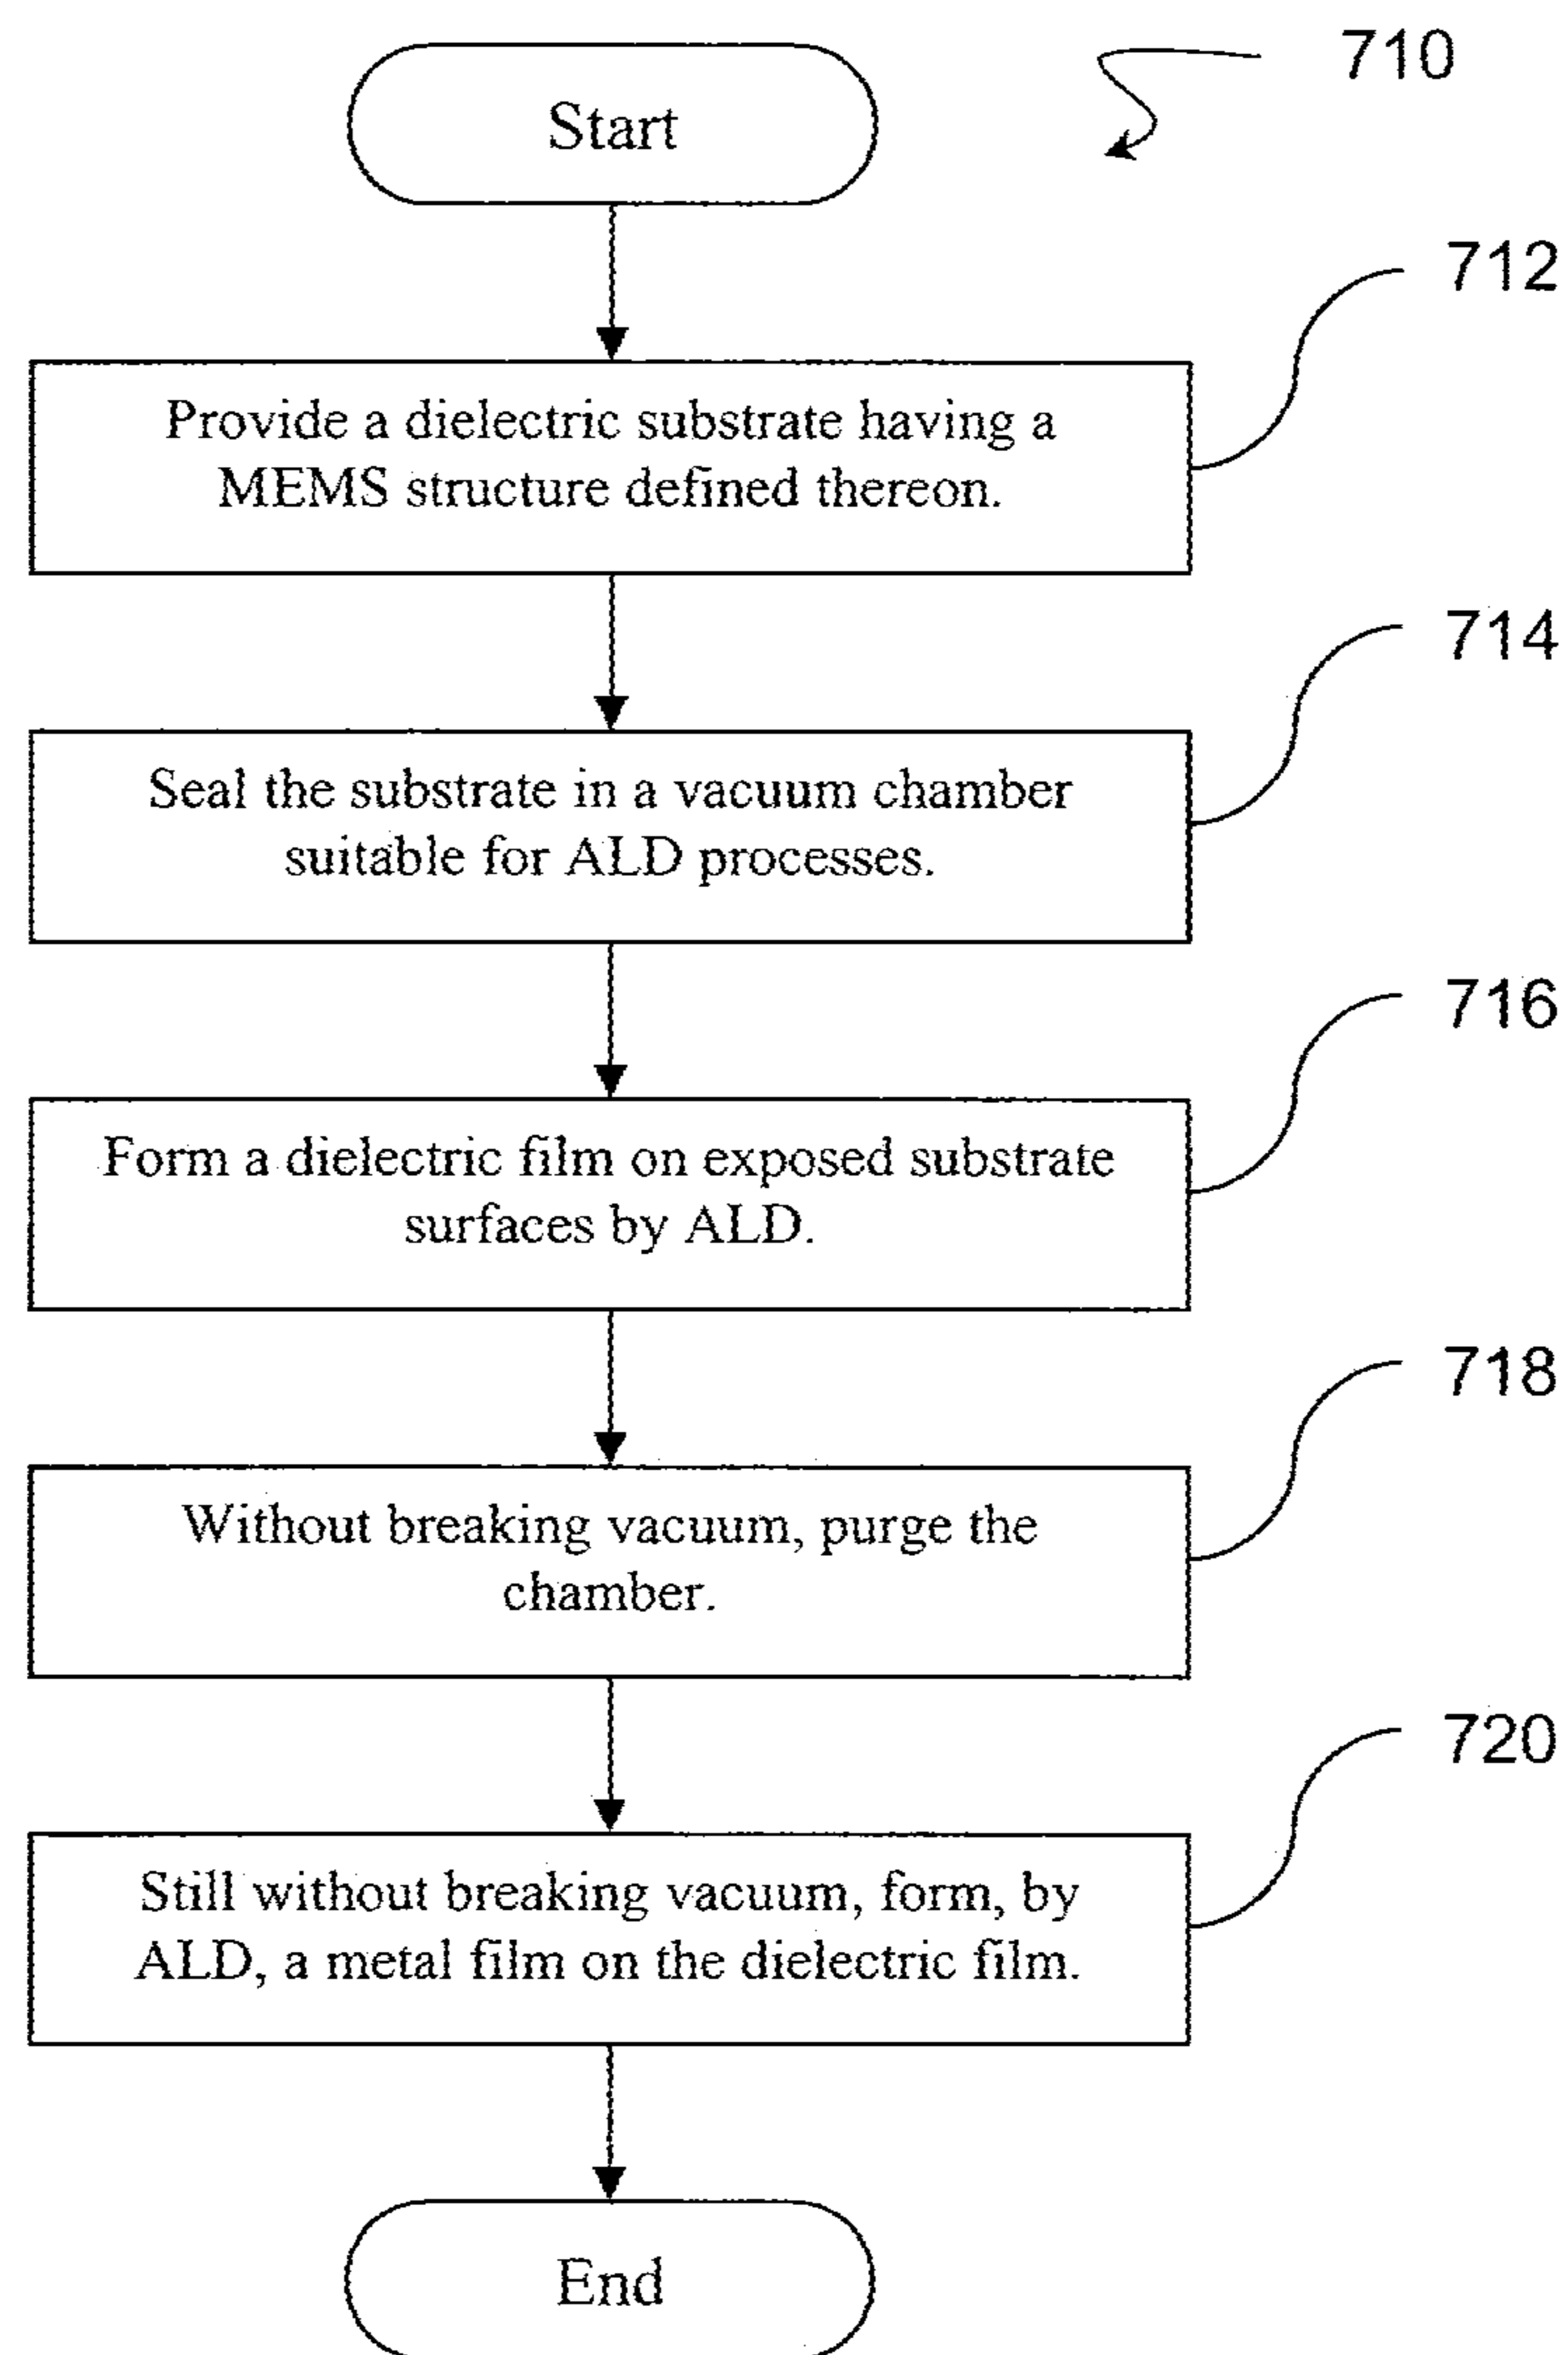 710
Start
712
Provide a dielectric substrate having a
MEMS structure defined thereon.
714
Seal the substrate in a vacuum chamber
suitable for ALD processes.
716
Form a dielectric film on exposed substrate
surfaces by ALD.
718
Without breaking vacuum, purge the
chamber.
720
Still without breaking vacuum, form, by
ALD, a metal film on the dielectric film.
End